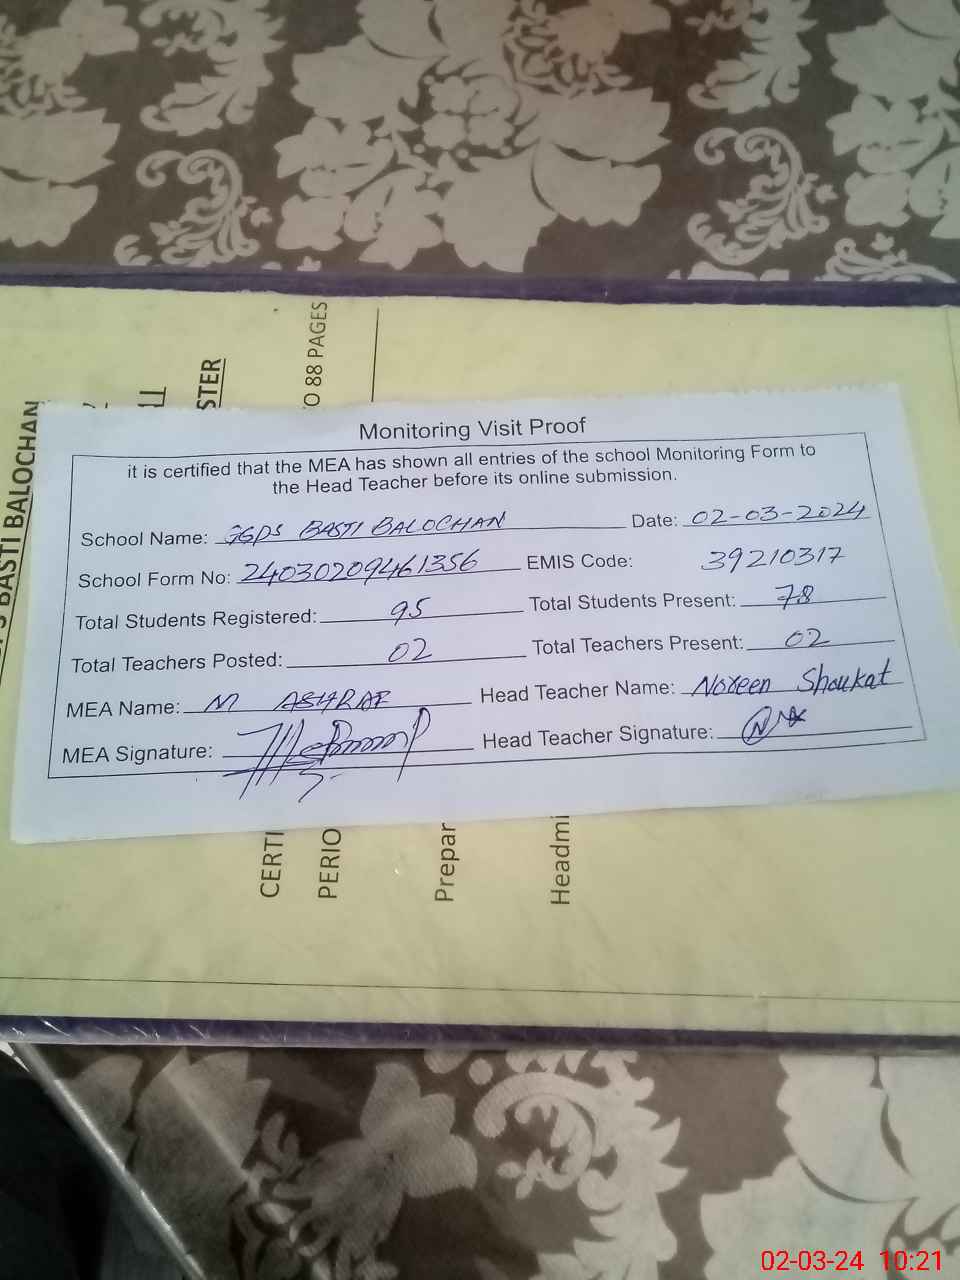 O 88 PAGES
STER
S BASTI BALOCHAN
Monitoring Visit Proof
it is certified that the MEA has shown all entries of the school Monitoring Form to
the Head Teacher before its online submission.
School Name: GGPS BASTI BALOCHAN Date: 02-03-2024
School Form No: 24030209461356 EMIS Code: 39210317
Total Students Registered: 95 Total Students Present: 78
Total Teachers Posted: 02 Total Teachers Present: 02
MEA Name: M ASHRAF Head Teacher Name: Noreen Shoukat
MEA Signature: Head Teacher Signature:
CERTI
PERIO
Prepar
Headmi
02-03-24 10:21